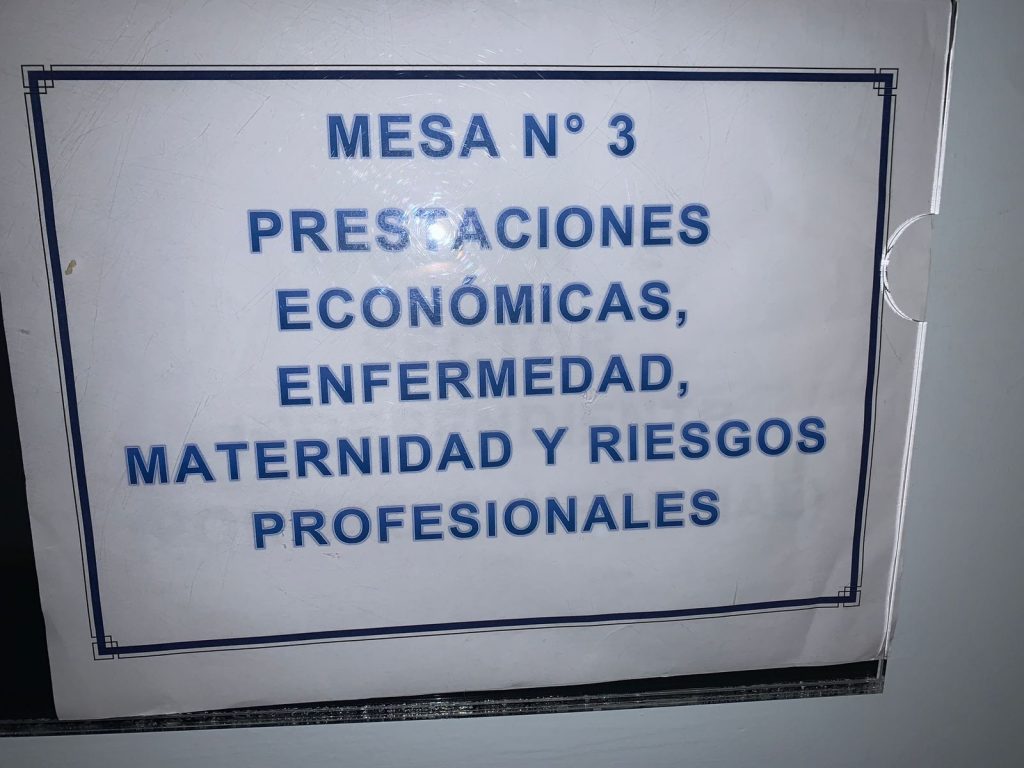 MESA N° 3
PRESTACIONES
ECONÓMICAS,
ENFERMEDAD,
MATERNIDAD Y RIESGOS
PROFESIONALES